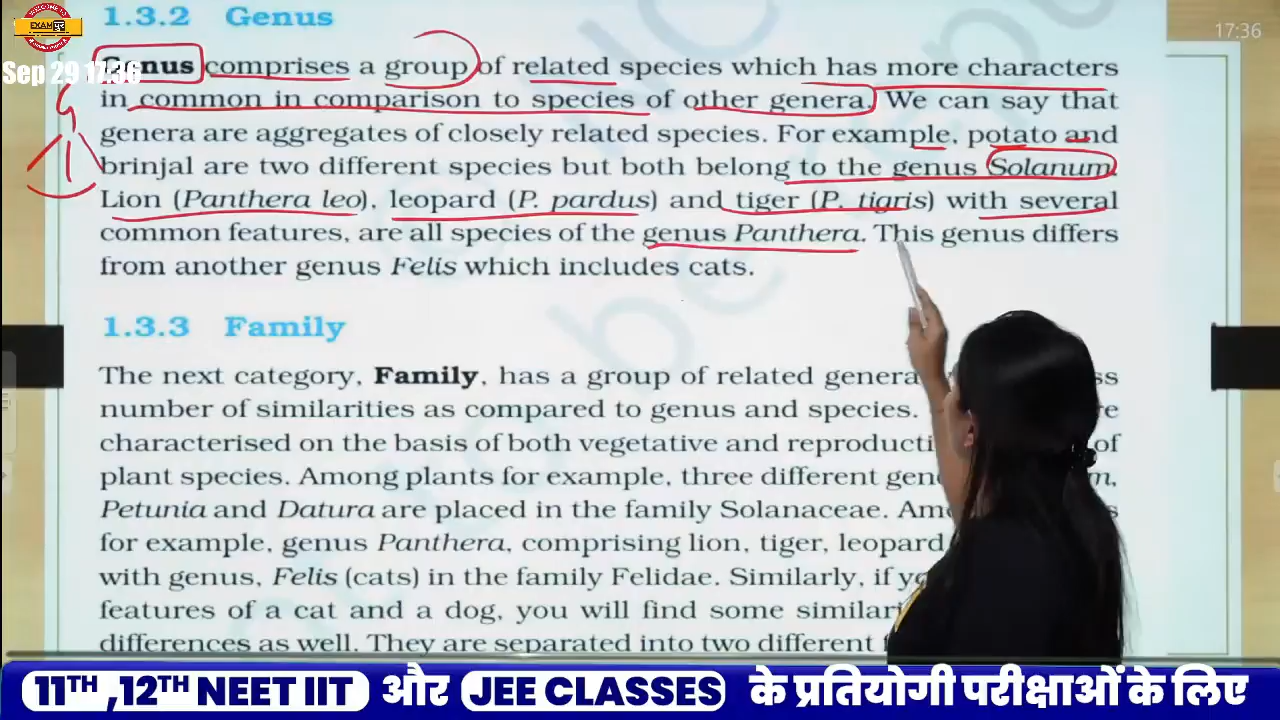 1.3.2 Genus
17:36
Sep 29 17:36
EXAM
Genus comprises a group of related species which has more characters
in common in comparison to species of other genera. We can say that
genera are aggregates of closely related species. For example, potato and
brinjal are two different species but both belong to the genus Solanum.
Lion (Panthera leo), leopard (P. pardus) and tiger (P. tigris) with several
common features, are all species of the genus Panthera. This genus differs
from another genus Felis which includes cats.
1.3.3 Family
The next category, Family, has a group of related genera
number of similarities as compared to genus and species.
characterised on the basis of both vegetative and of
plant species. Among plants for example, three different
Petunia and Datura are placed in the family Solanaceae.
for example, genus Panthera, comprising lion, tiger, leopard
with genus, Felis (cats) in the family Felidae. Similarly, if
features of a cat and a dog, you will find some
differences as well. They are separated into two different
11TH ,12TH NEET IIT और JEE CLASSES के प्रतियोगी परीक्षाओं के लिए